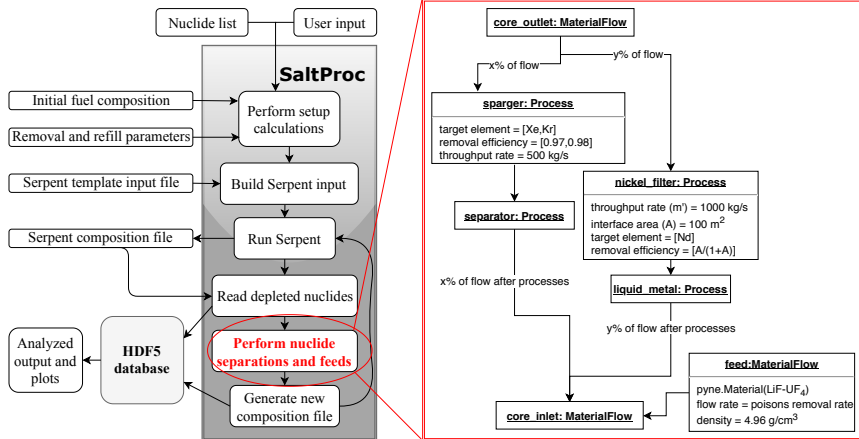 Nuclide list
User input
SaltProc
Initial fuel composition
Perform setup
calculations
Removal and refill parameters
Serpent template input file
Build Serpent input
Serpent composition file
Run Serpent
Read depleted nuclides
Analyzed
output and
plots
HDF5
database
Perform nuclide
separations and feeds
Generate new
composition file
core_outlet: MaterialFlow
x% of flow
y% of flow
sparger: Process
target element = [Xe,Kr]
removal efficiency = [0.97,0.98]
throughput rate = 500 kg/s
nickel_filter: Process
throughput rate (m') = 1000 kg/s
interface area (A) = 100 m²
target element = [Nd]
removal efficiency = [A/(1+A)]
separator: Process
x% of flow after processes
liquid_metal: Process
y% of flow after processes
feed:MaterialFlow
pyne.Material(LiF-UF₄)
flow rate = poisons removal rate
density = 4.96 g/cm³
core_inlet: MaterialFlow